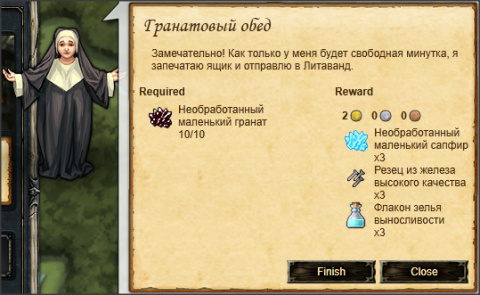 Гранатовый обед
Замечательно! Как только у меня будет свободная минутка, я
запечатаю ящик и отправлю в Литаванд.
Required
Необработанный
маленький гранат
10/10
Reward
2 0 0
Необработанный
маленький сапфир
x3
Резец из железа
высокого качества
x3
Флакон зелья
выносливости
x3
Finish
Close